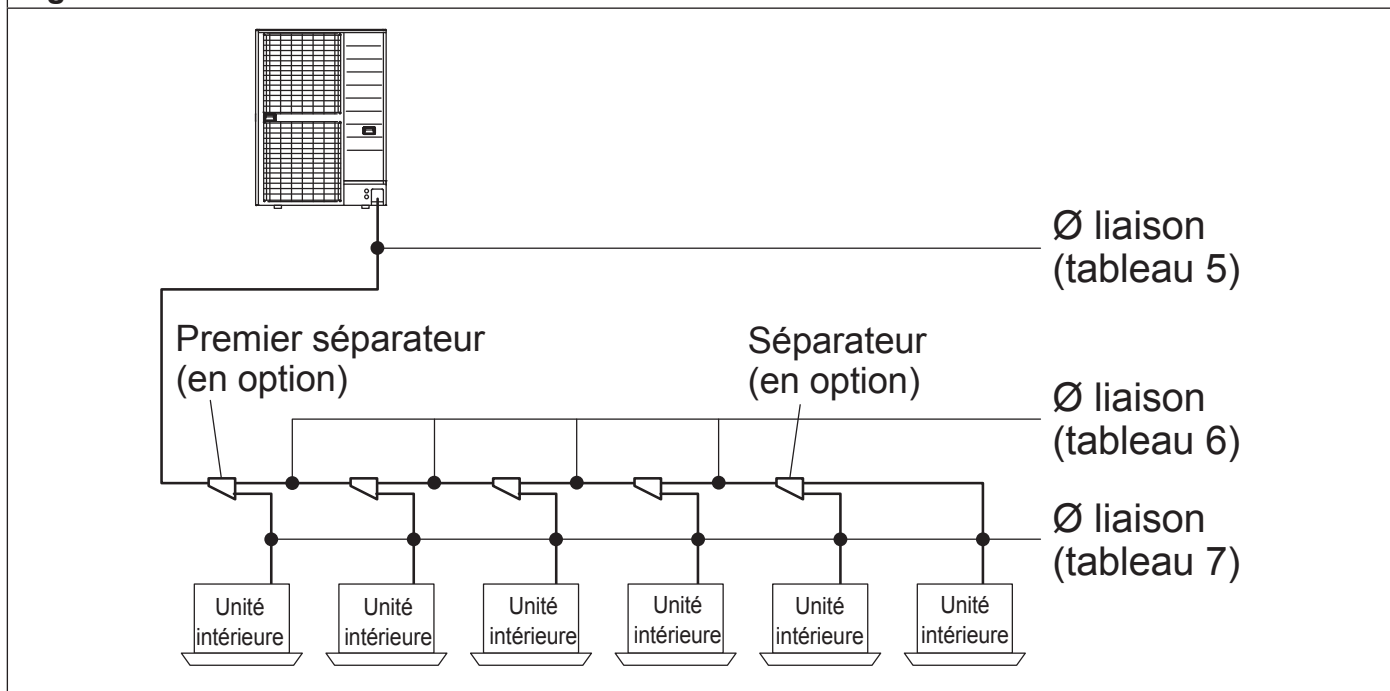 Ø liaison
(tableau 5)
Premier séparateur
(en option)
Séparateur
(en option)
Ø liaison
(tableau 6)
Ø liaison
(tableau 7)
Unité
intérieure
Unité
intérieure
Unité
intérieure
Unité
intérieure
Unité
intérieure
Unité
intérieure